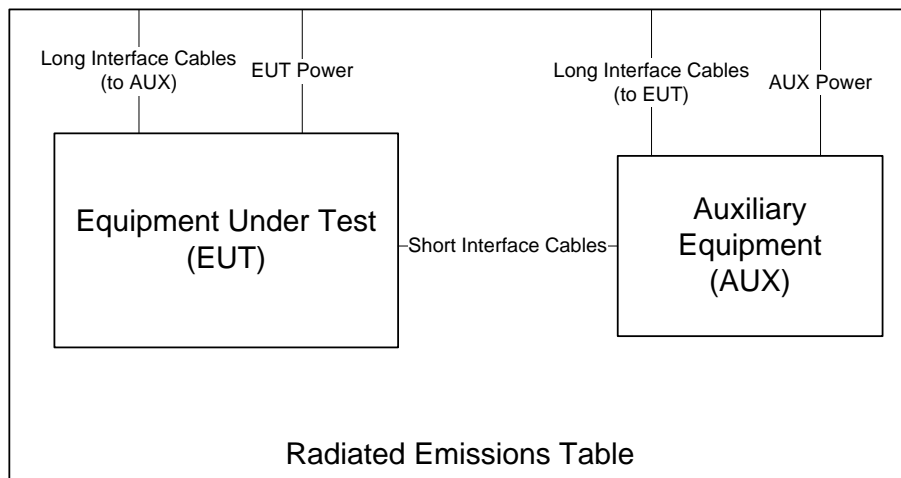 Long Interface Cables
(to AUX)
EUT Power
Long Interface Cables
(to EUT)
AUX Power
Equipment Under Test
(EUT)
Short Interface Cables
Auxiliary
Equipment
(AUX)
Radiated Emissions Table